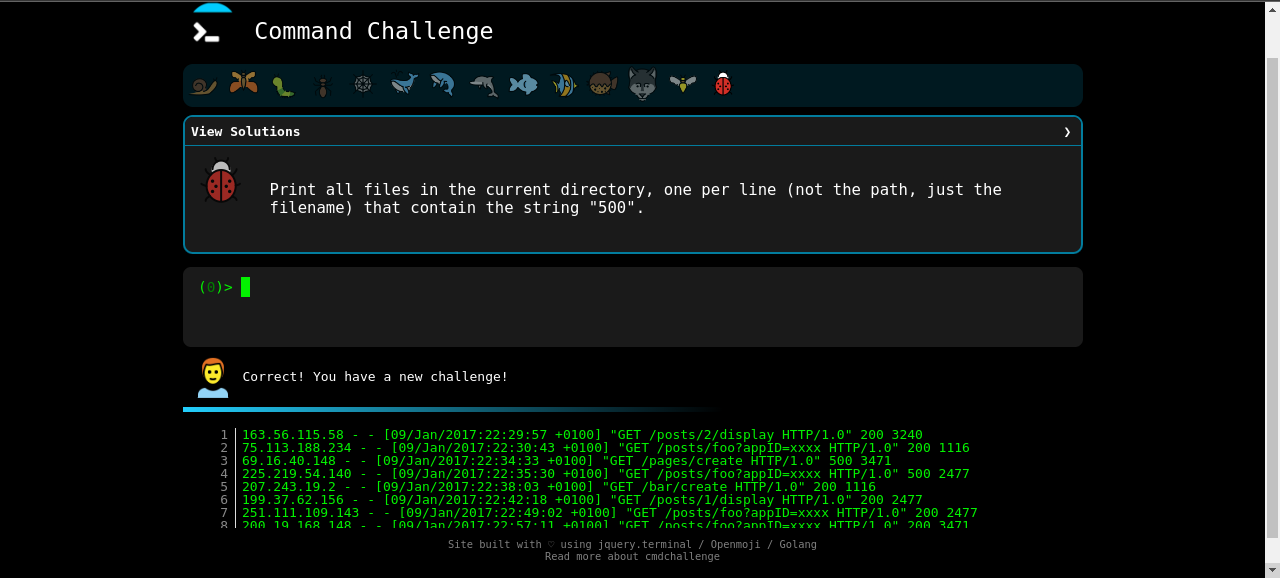 Command Challenge
View Solutions ❯
Print all files in the current directory, one per line (not the path, just the
filename) that contain the string "500".
(0)>
Correct! You have a new challenge!
1 163.56.115.58 - - [09/Jan/2017:22:29:57 +0100] "GET /posts/2/display HTTP/1.0" 200 3240
2 75.113.188.234 - - [09/Jan/2017:22:30:43 +0100] "GET /posts/foo?appID=xxxx HTTP/1.0" 200 1116
3 69.16.40.148 - - [09/Jan/2017:22:34:33 +0100] "GET /pages/create HTTP/1.0" 500 3471
4 225.219.54.140 - - [09/Jan/2017:22:35:30 +0100] "GET /posts/foo?appID=xxxx HTTP/1.0" 500 2477
5 207.243.19.2 - - [09/Jan/2017:22:38:03 +0100] "GET /bar/create HTTP/1.0" 200 1116
6 199.37.62.156 - - [09/Jan/2017:22:42:18 +0100] "GET /posts/1/display HTTP/1.0" 200 2477
7 251.111.109.143 - - [09/Jan/2017:22:49:02 +0100] "GET /posts/foo?appID=xxxx HTTP/1.0" 200 2477
8 200.19.168.148 - - [09/Jan/2017:22:57:11 +0100] "GET /posts/foo?appID=xxxx HTTP/1.0" 200 3471
Site built with ♡ using jquery.terminal / Openmoji / Golang
Read more about cmdchallenge